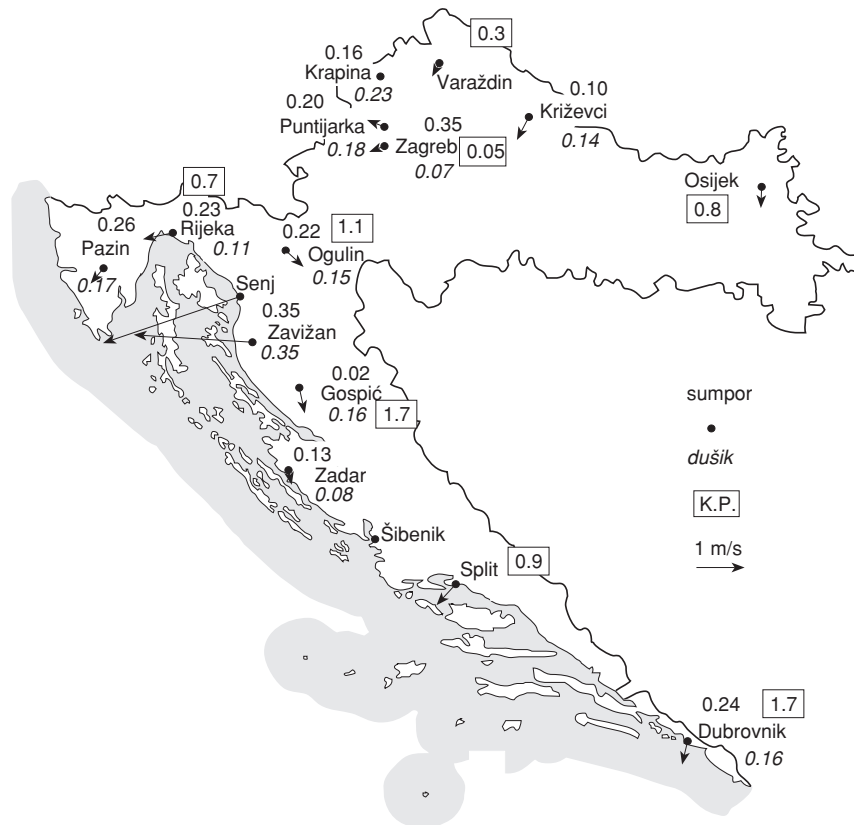 0.3
0.16
Krapina
0.23
Varaždin
0.10
Križevci
0.14
0.20
Puntijarka
0.18
0.35
Zagreb 0.05
0.07
Osijek
0.8
0.7
0.23
Rijeka
0.11
0.26
Pazin
0.17
0.22 1.1
Ogulin
0.15
Senj
0.35
Zavižan
0.35
0.02
Gospić
0.16 1.7
0.13
Zadar
0.08
Šibenik
Split 0.9
0.24 1.7
Dubrovnik
0.16
sumpor
dušik
K.P.
1 m/s